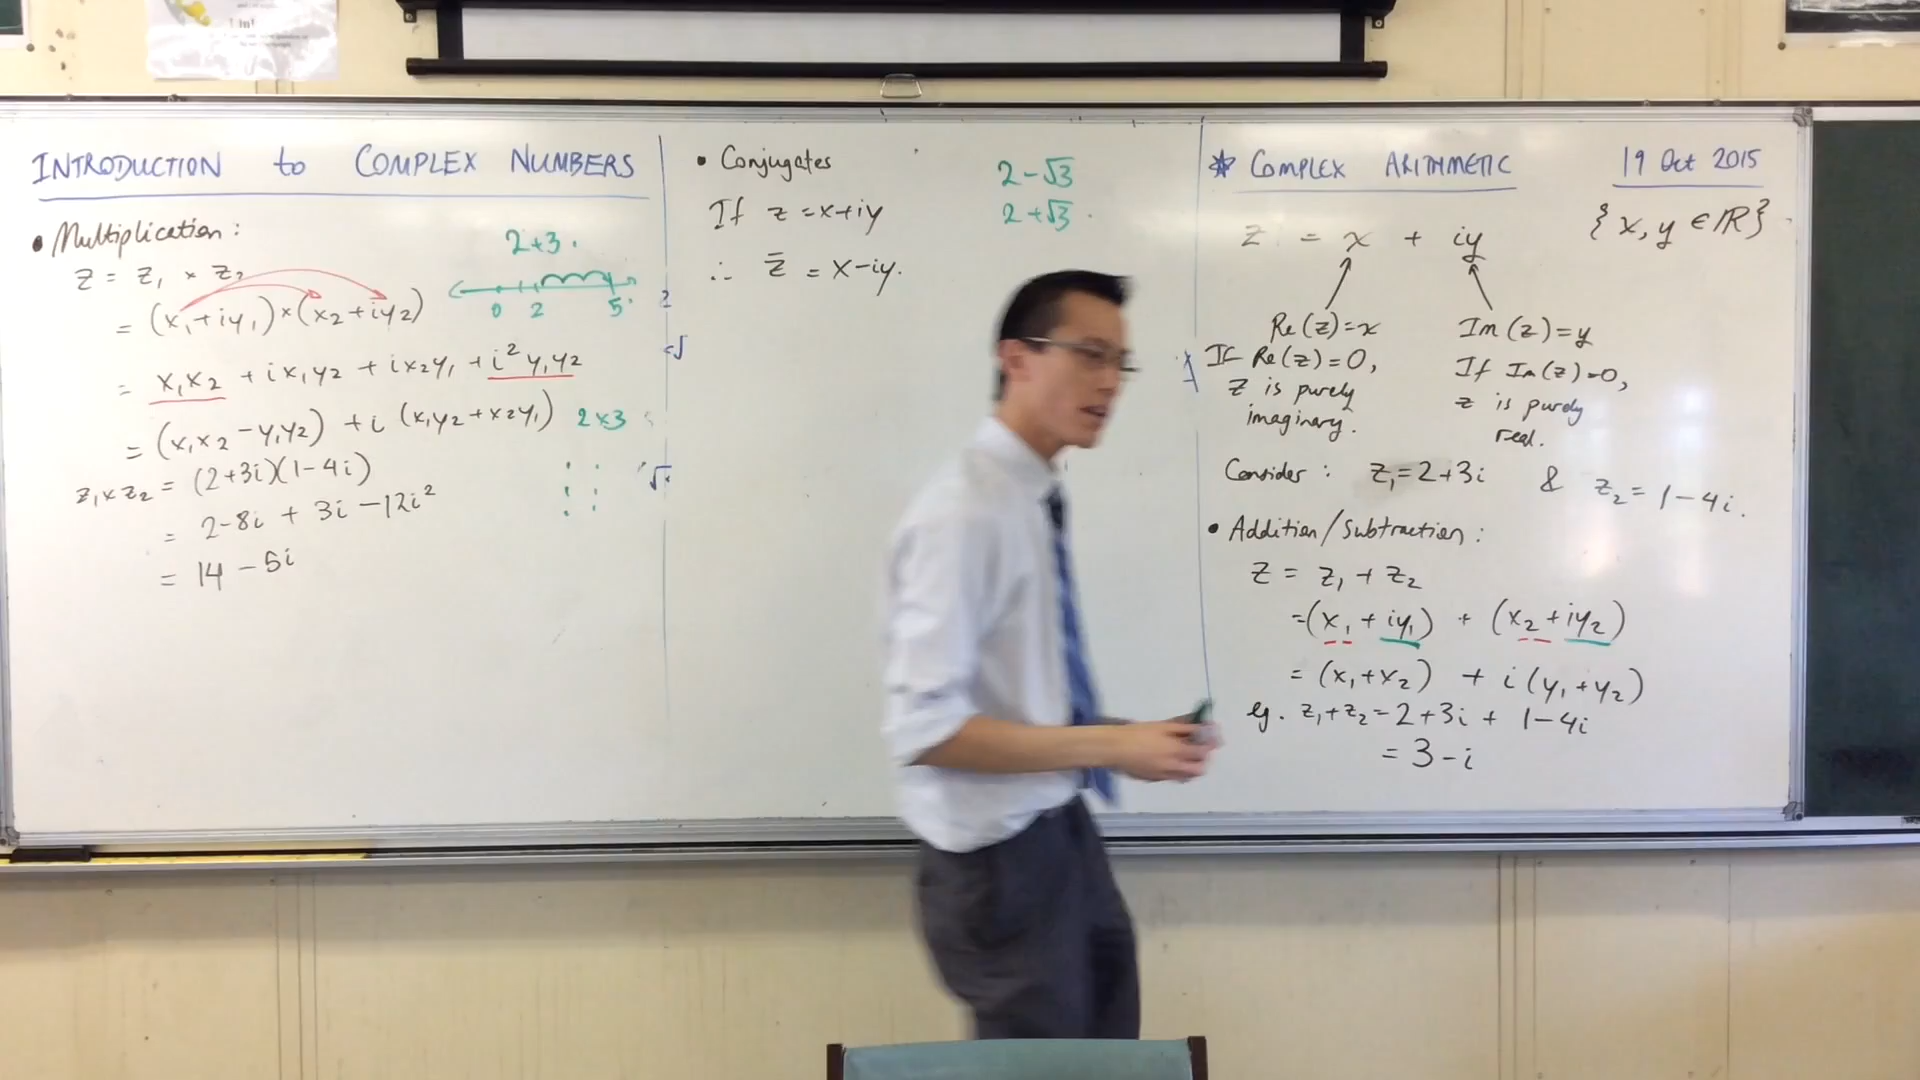 INTRODUCTION to COMPLEX NUMBERS
• Multiplication:
z = z₁ × z₂
= (x₁+iy₁)×(x₂+iy2)
= x₁x₂ + ix₁y₂ + ix₂y₁ + i²y₁y₂
= (x₁x₂-y₁y₂) + i (x₁y₂+x₂y₁)
z₁×z₂ = (2+3i)(1-4i)
= 2-8i + 3i -12i²
= 14 -5i
2+3.
0 2 5
2×3
• Conjugates
If z = x+iy
∴ z̄ = x-iy.
2-√3
2+√3
* COMPLEX ARITHMETIC 19 Oct 2015
z = x + iy {x, y ∈ ℝ}
Re(z)=x
If Re(z)=0,
z is purely
imaginary.
Im(z)=y
If Im(z)=0,
z is purely
real.
Consider: z₁=2+3i & z₂=1-4i.
• Addition/Subtraction:
z = z₁ + z₂
=(x₁ + iy₁) + (x₂+iy₂)
= (x₁+x₂) + i(y₁+y₂)
eg. z₁+z₂=2+3i + 1-4i
= 3-i